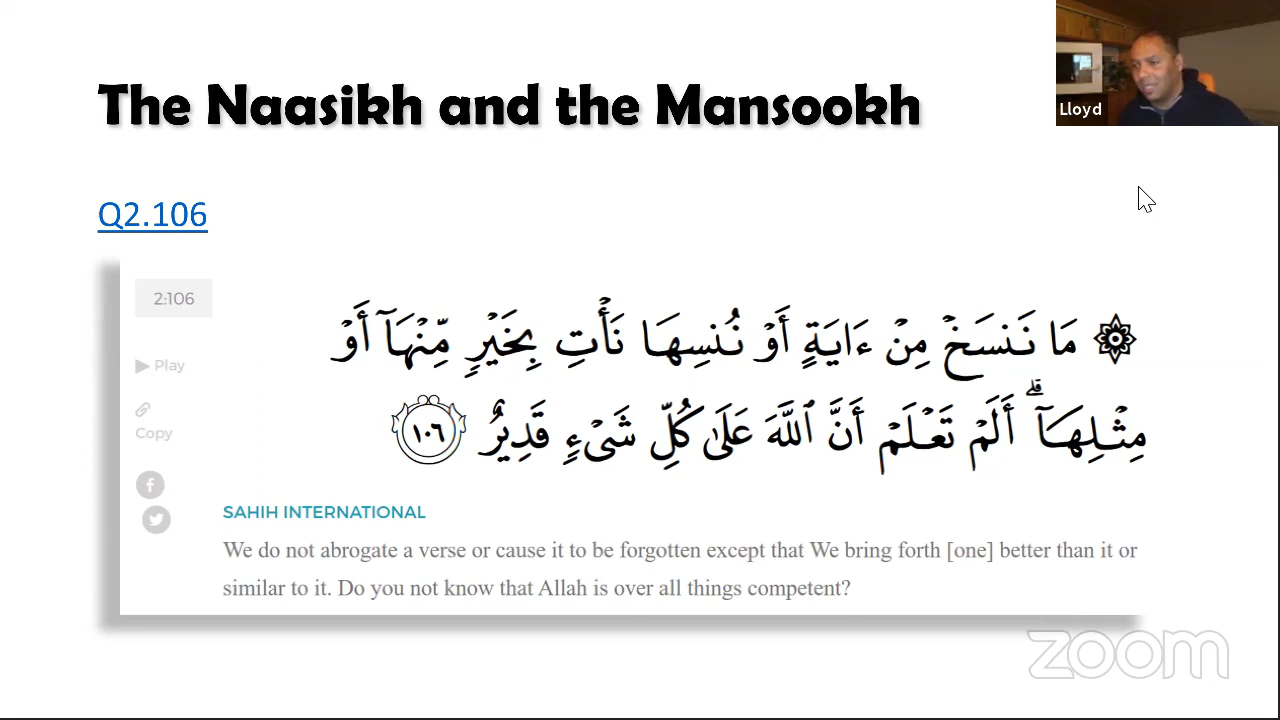 The Naasikh and the Mansookh
Lloyd
Q2.106
2:106
۞ مَا نَنسَخْ مِنْ ءَايَةٍ أَوْ نُنسِهَا نَأْتِ بِخَيْرٍ مِّنْهَآ أَوْ
مِثْلِهَآ ۗ أَلَمْ تَعْلَمْ أَنَّ ٱللَّهَ عَلَىٰ كُلِّ شَىْءٍ قَدِيرٌ ١٠٦
Play
Copy
SAHIH INTERNATIONAL
We do not abrogate a verse or cause it to be forgotten except that We bring forth [one] better than it or
similar to it. Do you not know that Allah is over all things competent?
zoom